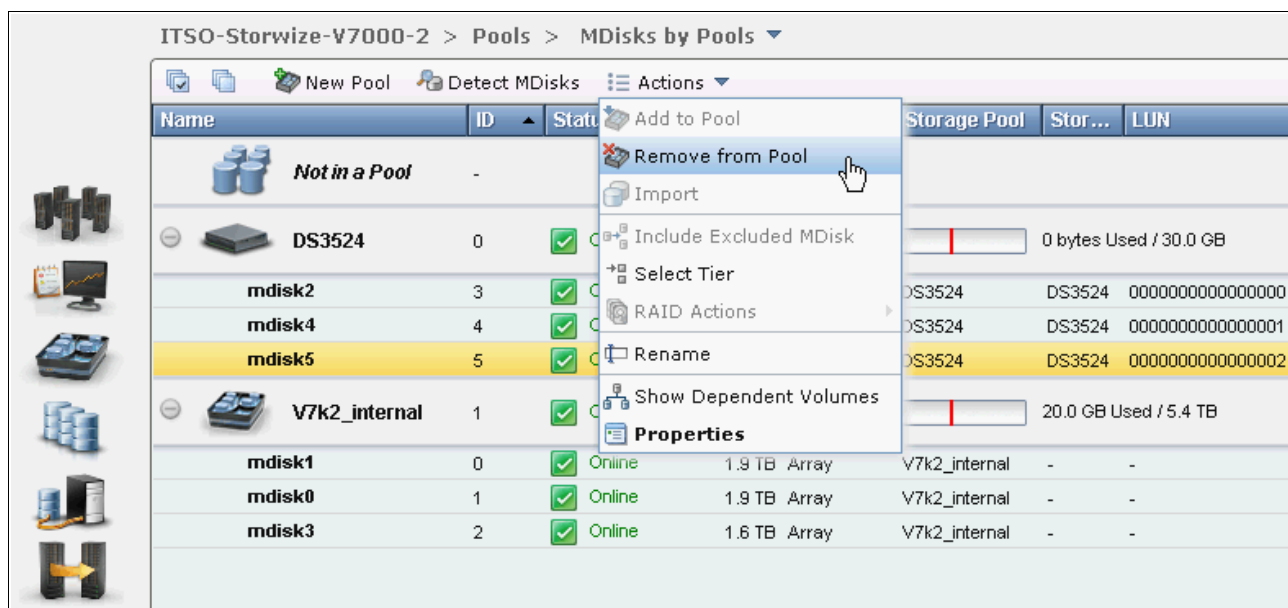 ITSO-Storwize-V7000-2 > Pools > MDisks by Pools
New Pool Detect MDisks Actions
Name ID Storage Pool Stor... LUN
Add to Pool
Remove from Pool
Import
Include Excluded MDisk
Select Tier
RAID Actions
Rename
Show Dependent Volumes
Properties
Not in a Pool -
DS3524 0 0 bytes Used / 30.0 GB
mdisk2 3 DS3524 DS3524 0000000000000000
mdisk4 4 DS3524 DS3524 0000000000000001
mdisk5 5 DS3524 DS3524 0000000000000002
V7k2_internal 1 20.0 GB Used / 5.4 TB
mdisk1 0 Online 1.9 TB Array V7k2_internal - -
mdisk0 1 Online 1.9 TB Array V7k2_internal - -
mdisk3 2 Online 1.6 TB Array V7k2_internal - -